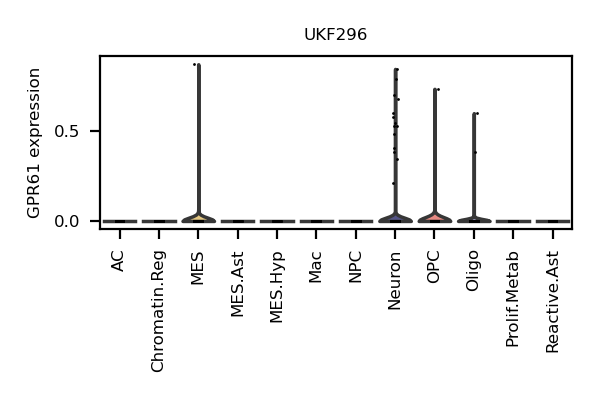 UKF296
GPR61 expression
0.5
0.0
AC
Chromatin.Reg
MES
MES.Ast
MES.Hyp
Mac
NPC
Neuron
OPC
Oligo
Prolif.Metab
Reactive.Ast